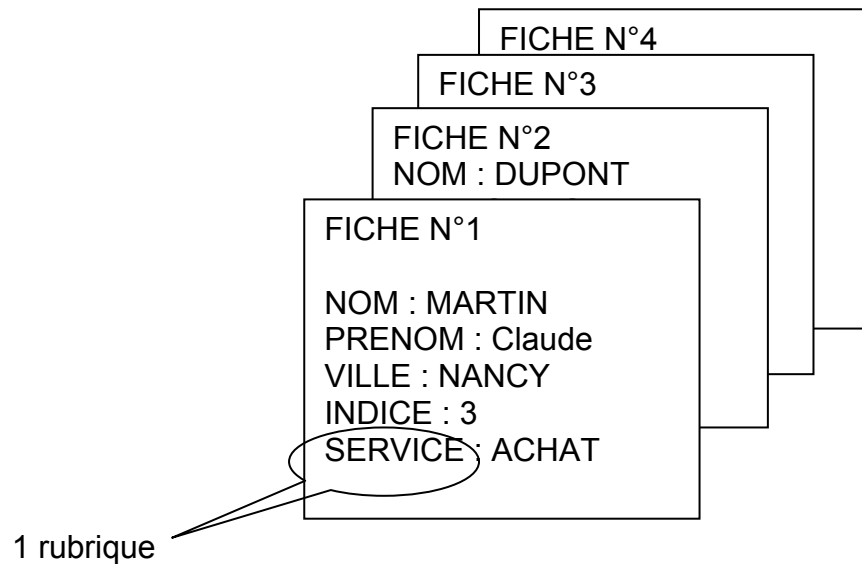 FICHE N°4
FICHE N°3
FICHE N°2
NOM : DUPONT
FICHE N°1
NOM : MARTIN
PRENOM : Claude
VILLE : NANCY
INDICE : 3
SERVICE : ACHAT
1 rubrique